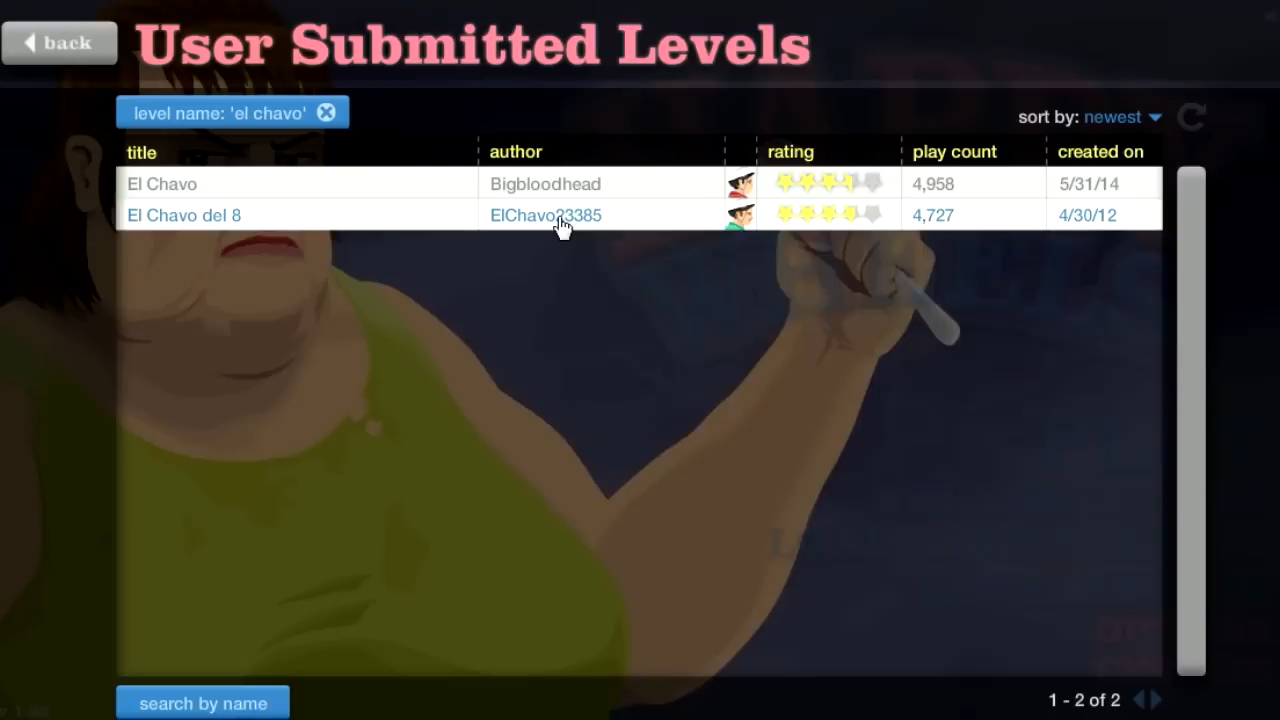 back
User Submitted Levels
level name: 'el chavo'
sort by: newest
title author rating play count created on
El Chavo Bigbloodhead 4,958 5/31/14
El Chavo del 8 ElChavo23385 4,727 4/30/12
search by name
1 - 2 of 2